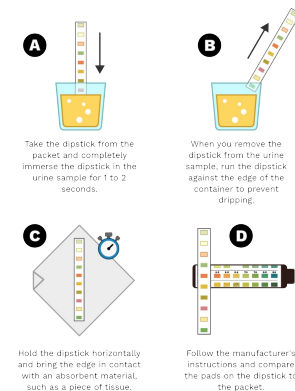 A
B
Take the dipstick from the
packet and completely
immerse the dipstick in the
urine sample for 1 to 2
seconds.
When you remove the
dipstick from the urine
sample, run the dipstick
against the edge of the
container to prevent
dripping.
C
D
Hold the dipstick horizontally
and bring the edge in contact
with an absorbent material,
such as a piece of tissue.
Follow the manufacturer's
instructions and compare
the pads on the dipstick to
the packet.